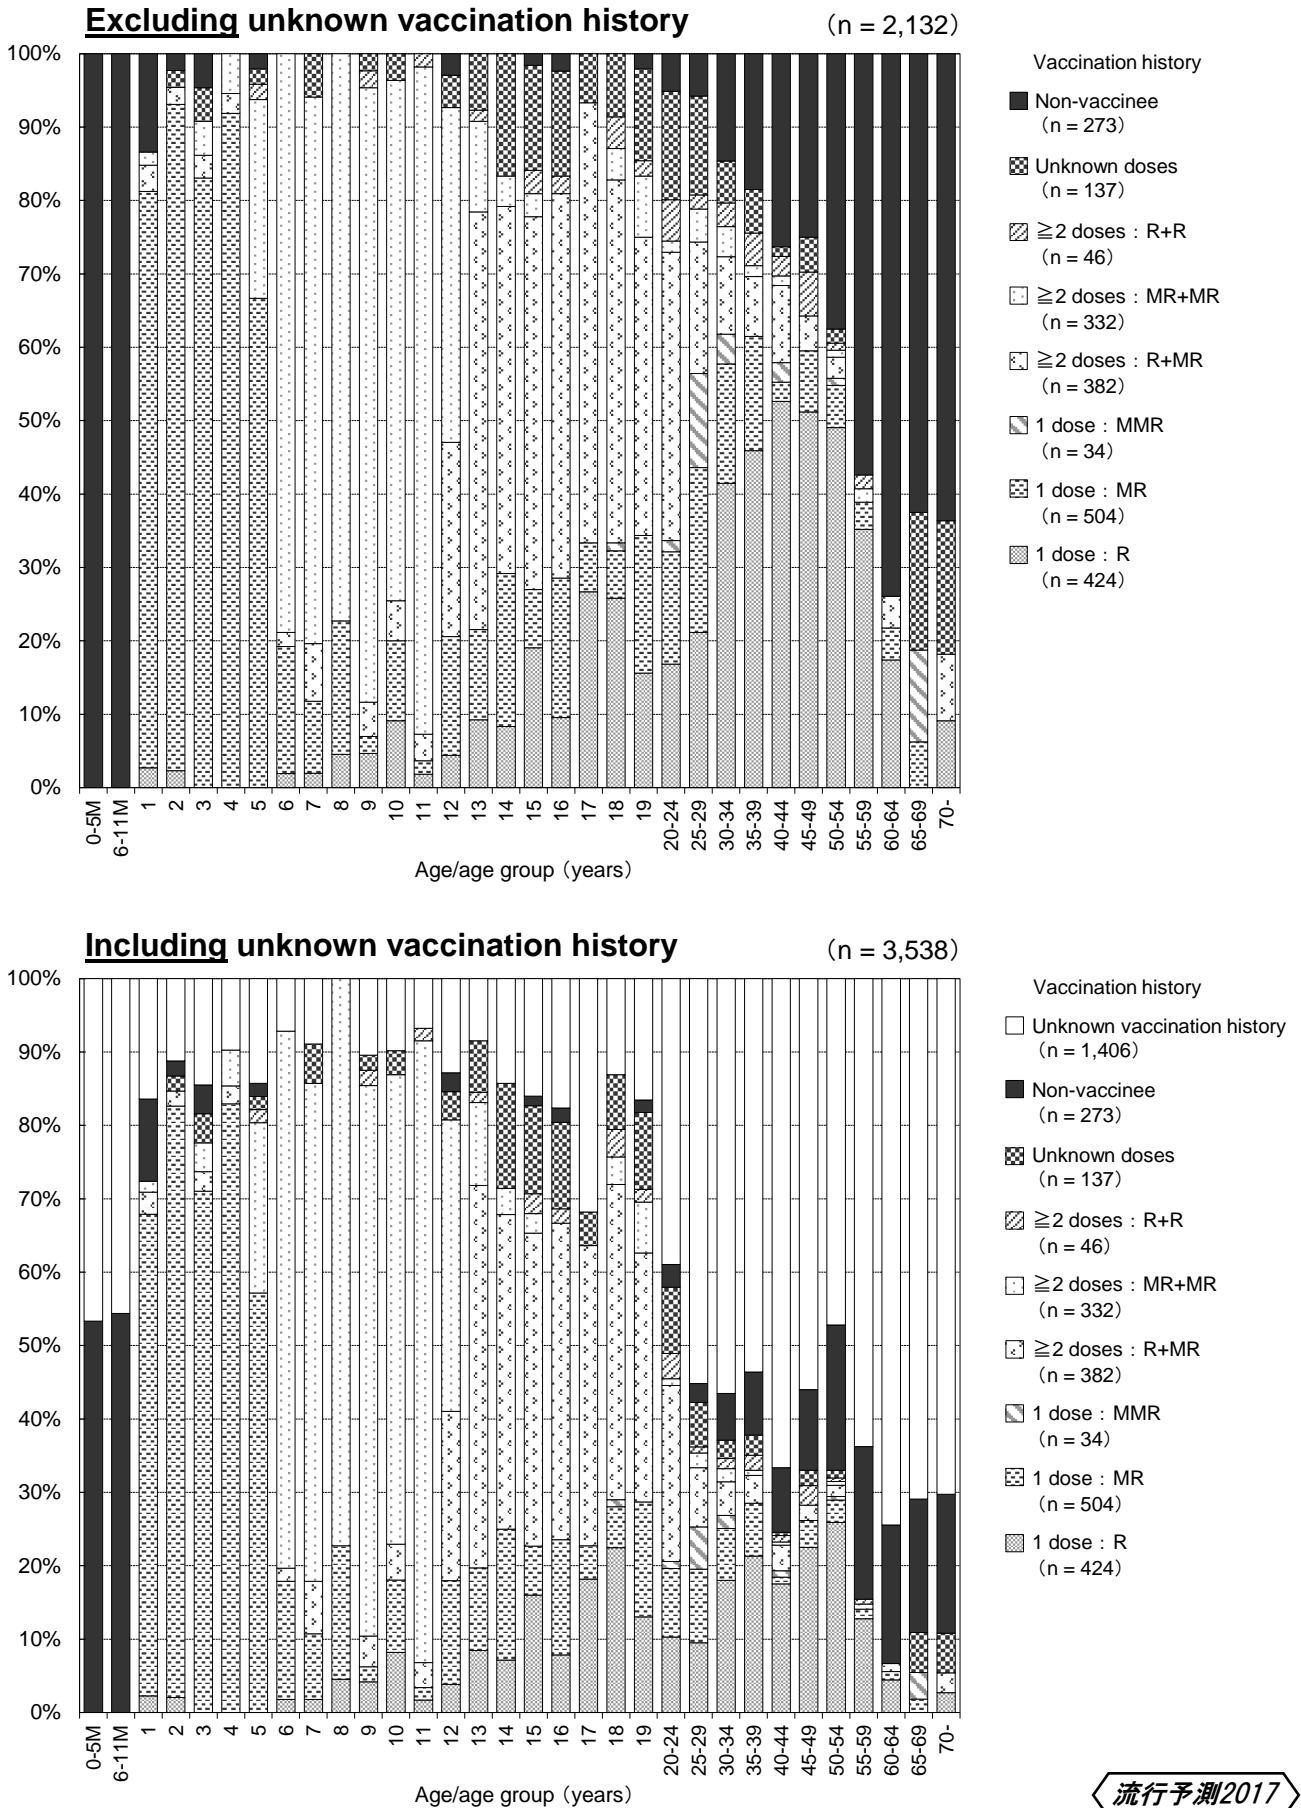 Excluding unknown vaccination history
（n = 2,132）
100%
90%
80%
70%
60%
50%
40%
30%
20%
10%
0%
0-5M
6-11M
1
2
3
4
5
6
7
8
9
10
11
12
13
14
15
16
17
18
19
20-24
25-29
30-34
35-39
40-44
45-49
50-54
55-59
60-64
65-69
70-
Age/age group（years）
Vaccination history
Non-vaccinee
（n = 273）
Unknown doses
（n = 137）
≧2 doses：R+R
（n = 46）
≧2 doses：MR+MR
（n = 332）
≧2 doses：R+MR
（n = 382）
1 dose：MMR
（n = 34）
1 dose：MR
（n = 504）
1 dose：R
（n = 424）
Including unknown vaccination history
（n = 3,538）
100%
90%
80%
70%
60%
50%
40%
30%
20%
10%
0%
0-5M
6-11M
1
2
3
4
5
6
7
8
9
10
11
12
13
14
15
16
17
18
19
20-24
25-29
30-34
35-39
40-44
45-49
50-54
55-59
60-64
65-69
70-
Age/age group（years）
Vaccination history
Unknown vaccination history
（n = 1,406）
Non-vaccinee
（n = 273）
Unknown doses
（n = 137）
≧2 doses：R+R
（n = 46）
≧2 doses：MR+MR
（n = 332）
≧2 doses：R+MR
（n = 382）
1 dose：MMR
（n = 34）
1 dose：MR
（n = 504）
1 dose：R
（n = 424）
流行予測2017